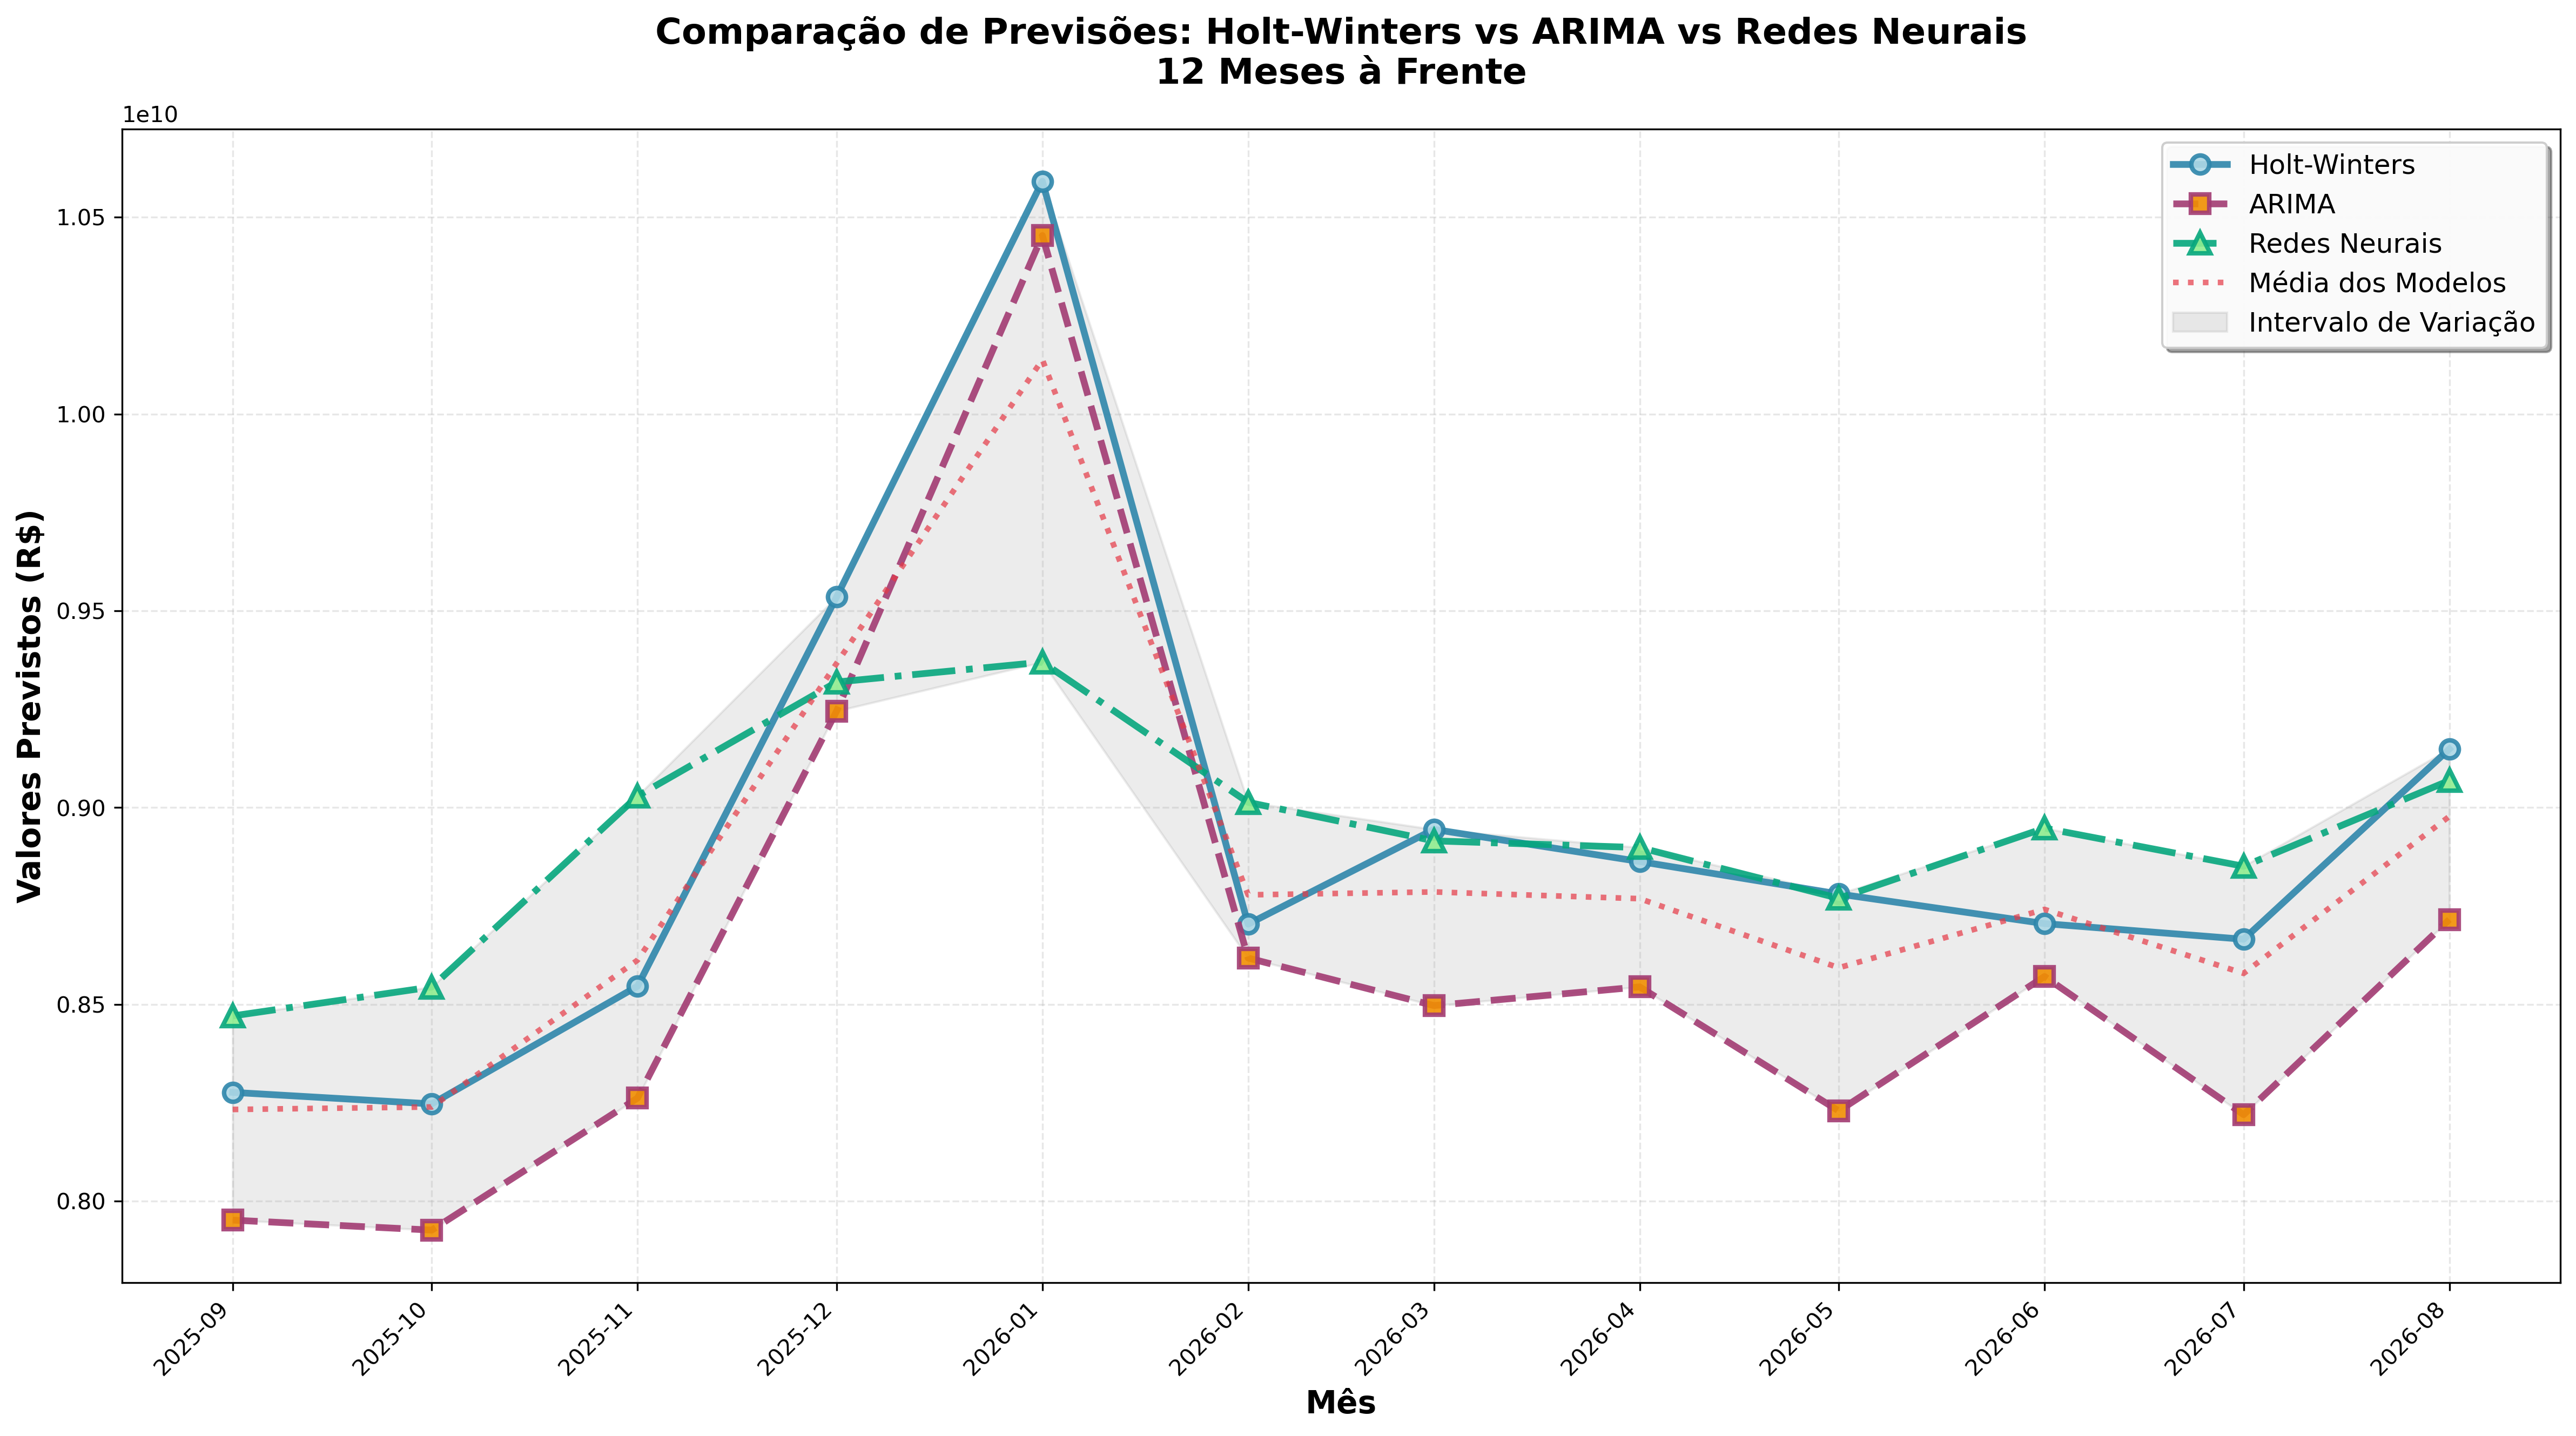 Comparação de Previsões: Holt-Winters vs ARIMA vs Redes Neurais
12 Meses à Frente
1e10
Holt-Winters
ARIMA
Redes Neurais
Média dos Modelos
Intervalo de Variação
Valores Previstos (R$)
1.05
1.00
0.95
0.90
0.85
0.80
2025-09
2025-10
2025-11
2025-12
2026-01
2026-02
2026-03
2026-04
2026-05
2026-06
2026-07
2026-08
Mês